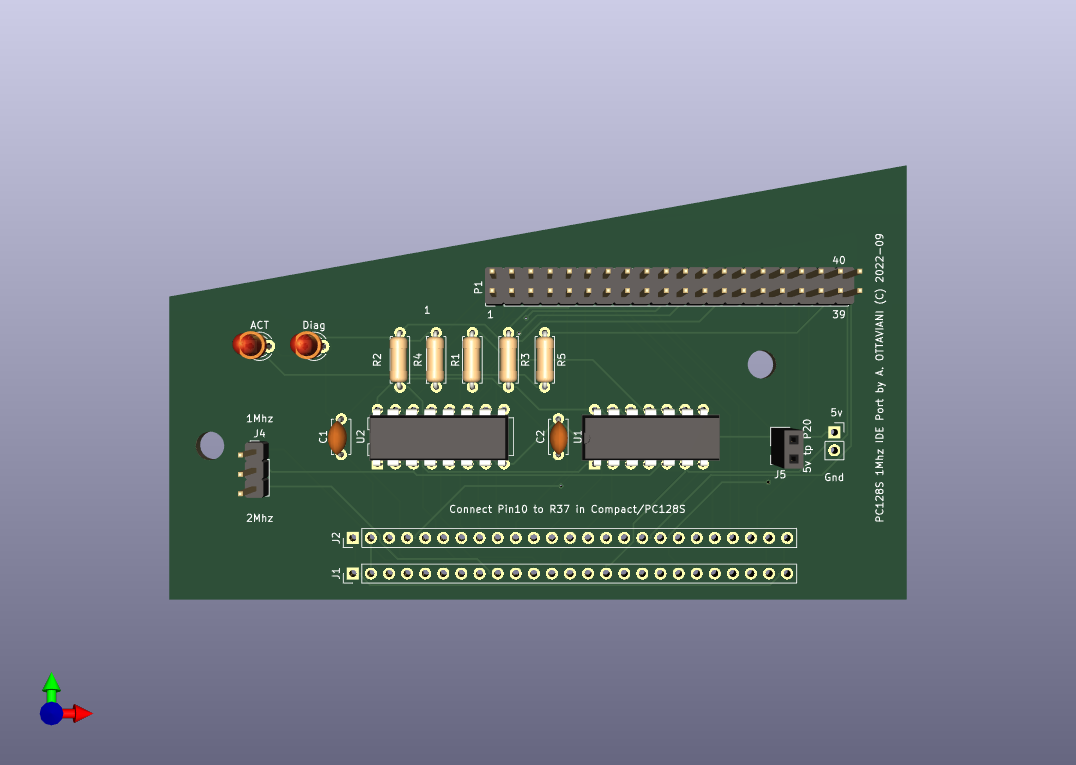 40
P1
1
1
39
ACT
Diag
R2
R4
R1
R3
R5
1Mhz
J4
2Mhz
C1
U2
C2
U1
5v
J5
5v tp P20
Gnd
PC128S 1Mhz IDE Port by A. OTTAVIANI (C) 2022-09
Connect Pin10 to R37 in Compact/PC128S
J2
J1